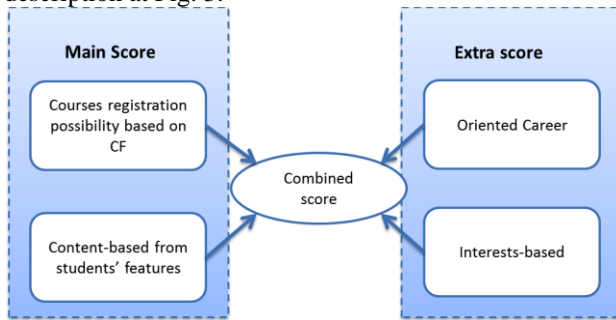 description at Fig. 3.
Main Score
Courses registration
possibility based on
CF
Content-based from
students' features
Combined
score
Extra score
Oriented Career
Interests-based